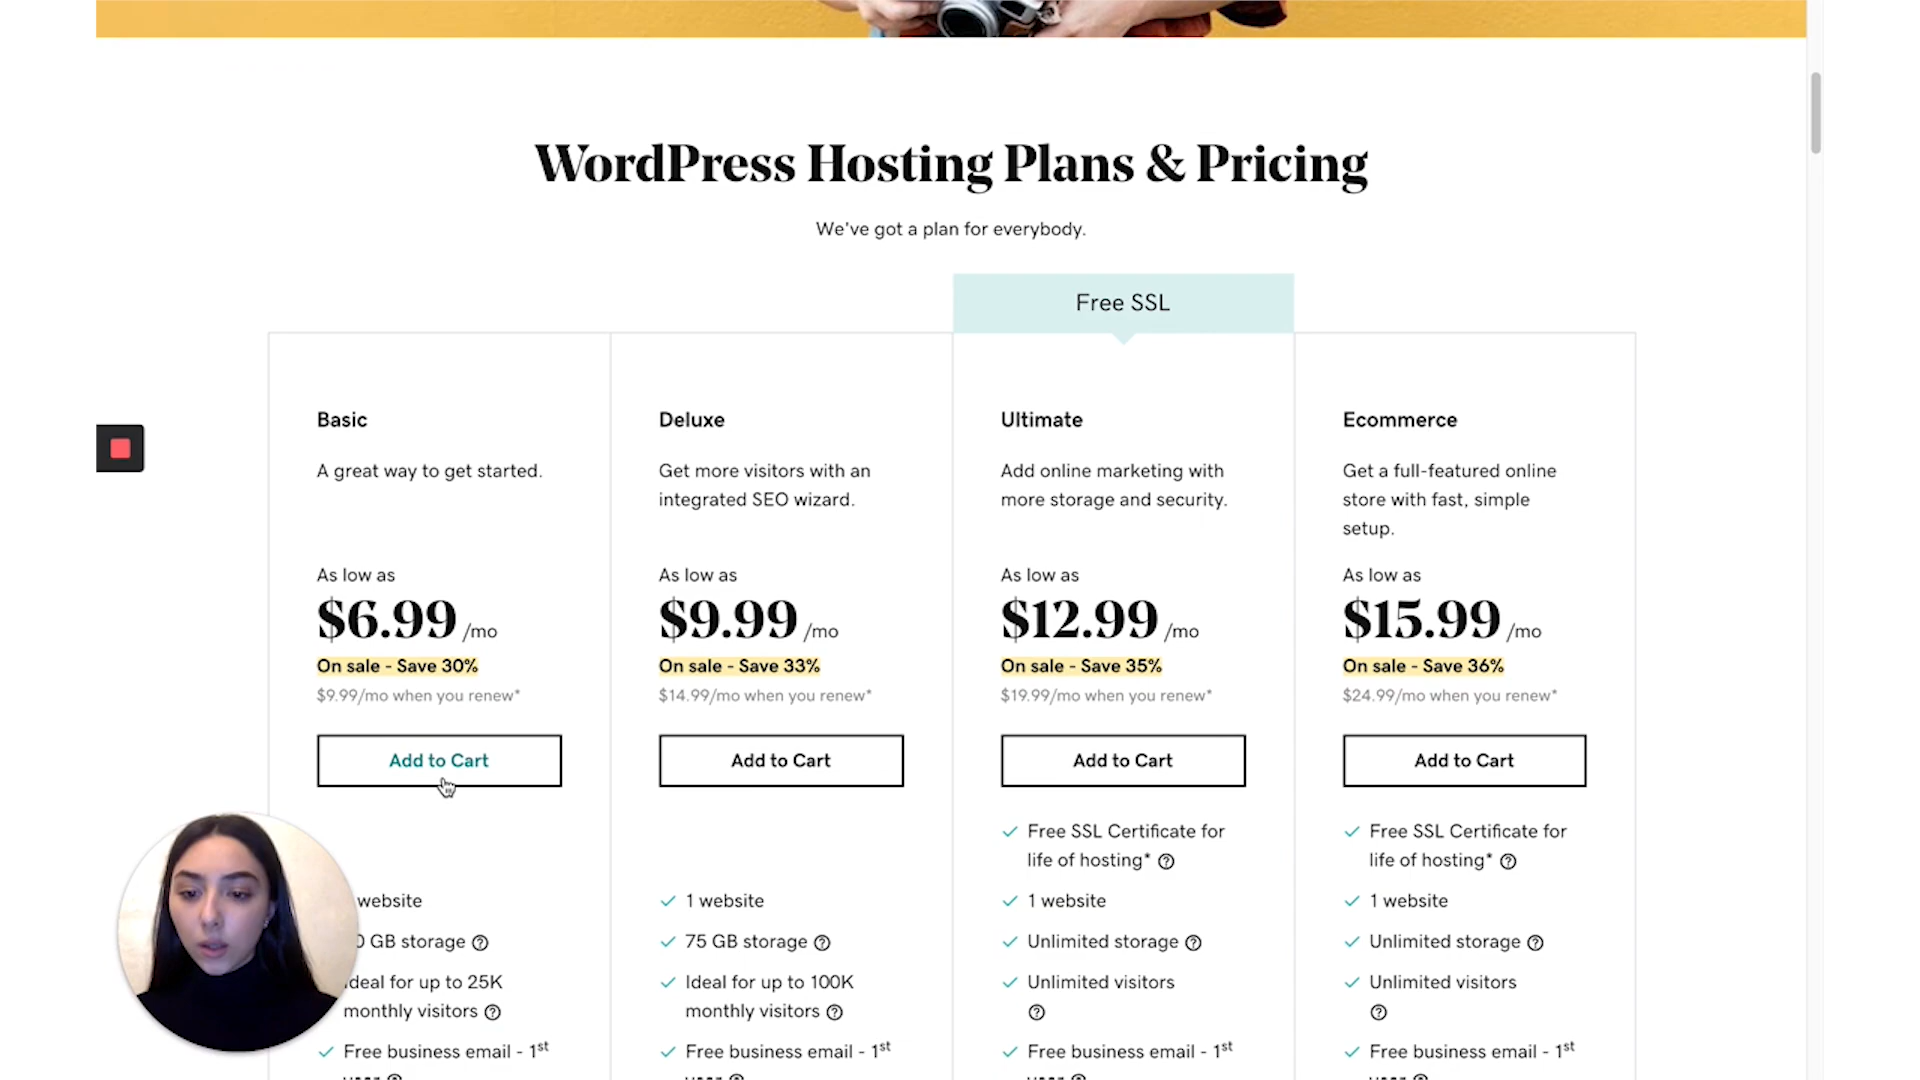 WordPress Hosting Plans & Pricing
We've got a plan for everybody.
Free SSL
Basic
A great way to get started.
As low as
$6.99 /mo
On sale - Save 30%
$9.99/mo when you renew*
Add to Cart
website
GB storage
Ideal for up to 25K
monthly visitors
Free business email - 1st
Deluxe
Get more visitors with an
integrated SEO wizard.
As low as
$9.99 /mo
On sale - Save 33%
$14.99/mo when you renew*
Add to Cart
1 website
75 GB storage
Ideal for up to 100K
monthly visitors
Free business email - 1st
Ultimate
Add online marketing with
more storage and security.
As low as
$12.99 /mo
On sale - Save 35%
$19.99/mo when you renew*
Add to Cart
Free SSL Certificate for
life of hosting*
1 website
Unlimited storage
Unlimited visitors
Free business email - 1st
Ecommerce
Get a full-featured online
store with fast, simple
setup.
As low as
$15.99 /mo
On sale - Save 36%
$24.99/mo when you renew*
Add to Cart
Free SSL Certificate for
life of hosting*
1 website
Unlimited storage
Unlimited visitors
Free business email - 1st